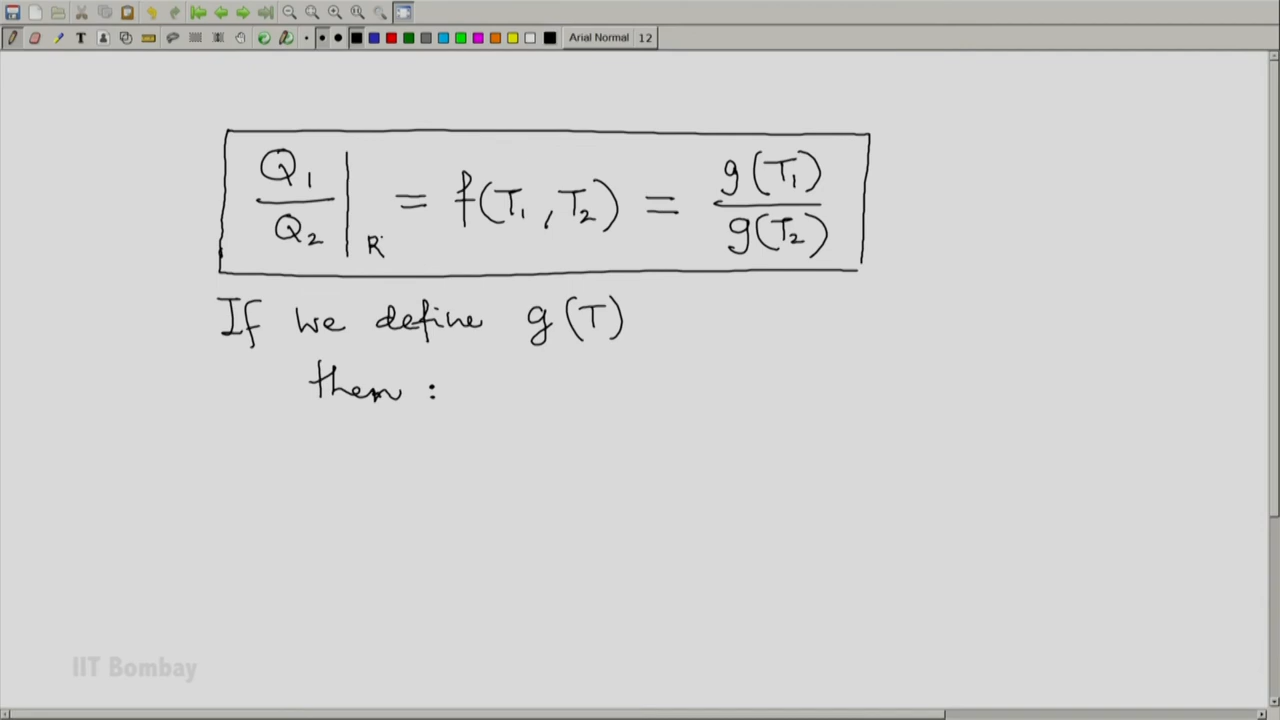 Arial Normal 12
Q₁/Q₂ |R = f(T₁, T₂) = g(T₁)/g(T₂)
If we define g(T)
then :
IIT Bombay